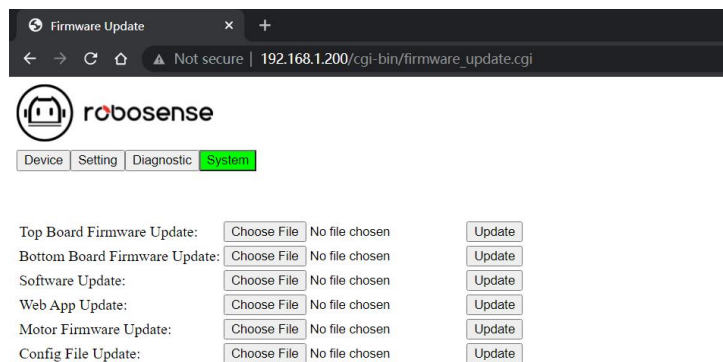 Firmware Update
Not secure | 192.168.1.200/cgi-bin/firmware_update.cgi
robosense
Device Setting Diagnostic System
Top Board Firmware Update: Choose File No file chosen Update
Bottom Board Firmware Update: Choose File No file chosen Update
Software Update: Choose File No file chosen Update
Web App Update: Choose File No file chosen Update
Motor Firmware Update: Choose File No file chosen Update
Config File Update: Choose File No file chosen Update